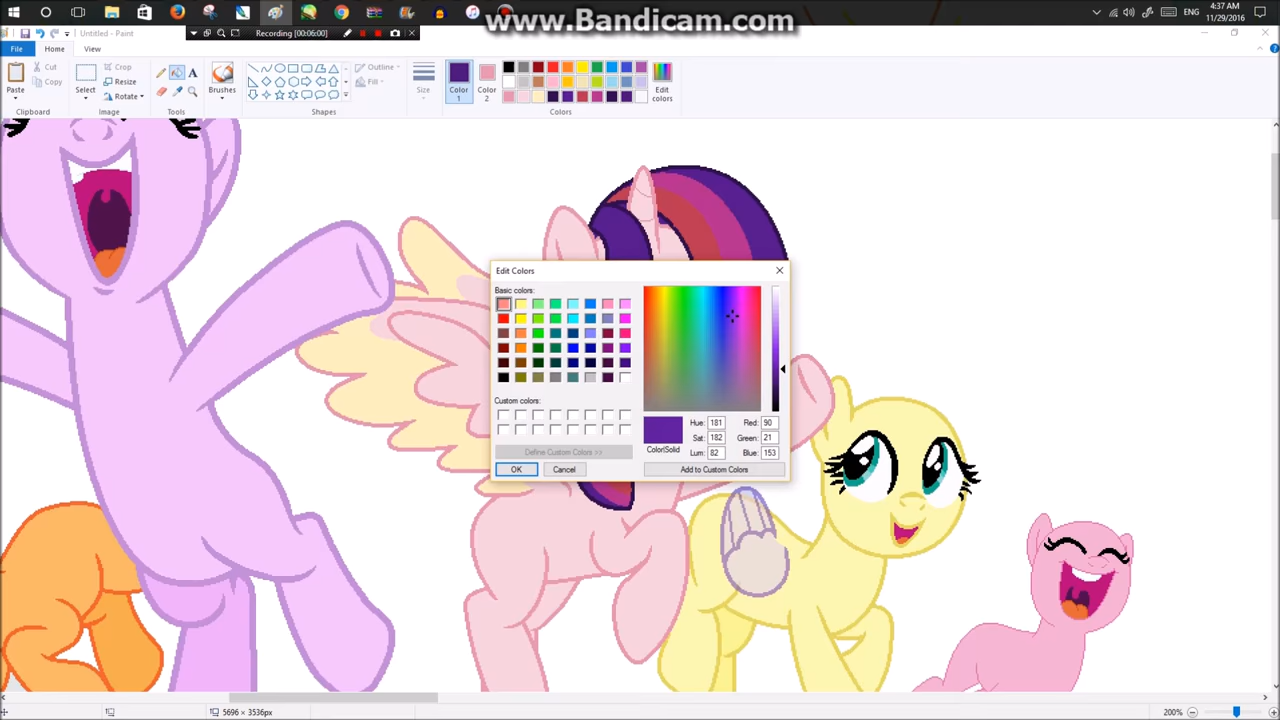 www.Bandicam.com
4:37 AM
ENG
11/29/2016
Untitled - Paint
Recording [00:06:00]
File
Home
View
Paste
Cut
Copy
Select
Crop
Resize
Rotate
Brushes
Outline
Fill
Size
Color 1
Color 2
Edit colors
Clipboard
Image
Tools
Shapes
Colors
Edit Colors
Basic colors:
Custom colors:
Define Custom Colors >>
OK
Cancel
Color|Solid
Hue: 181
Sat: 182
Lum: 82
Red: 90
Green: 21
Blue: 153
Add to Custom Colors
5696 × 3536px
200%